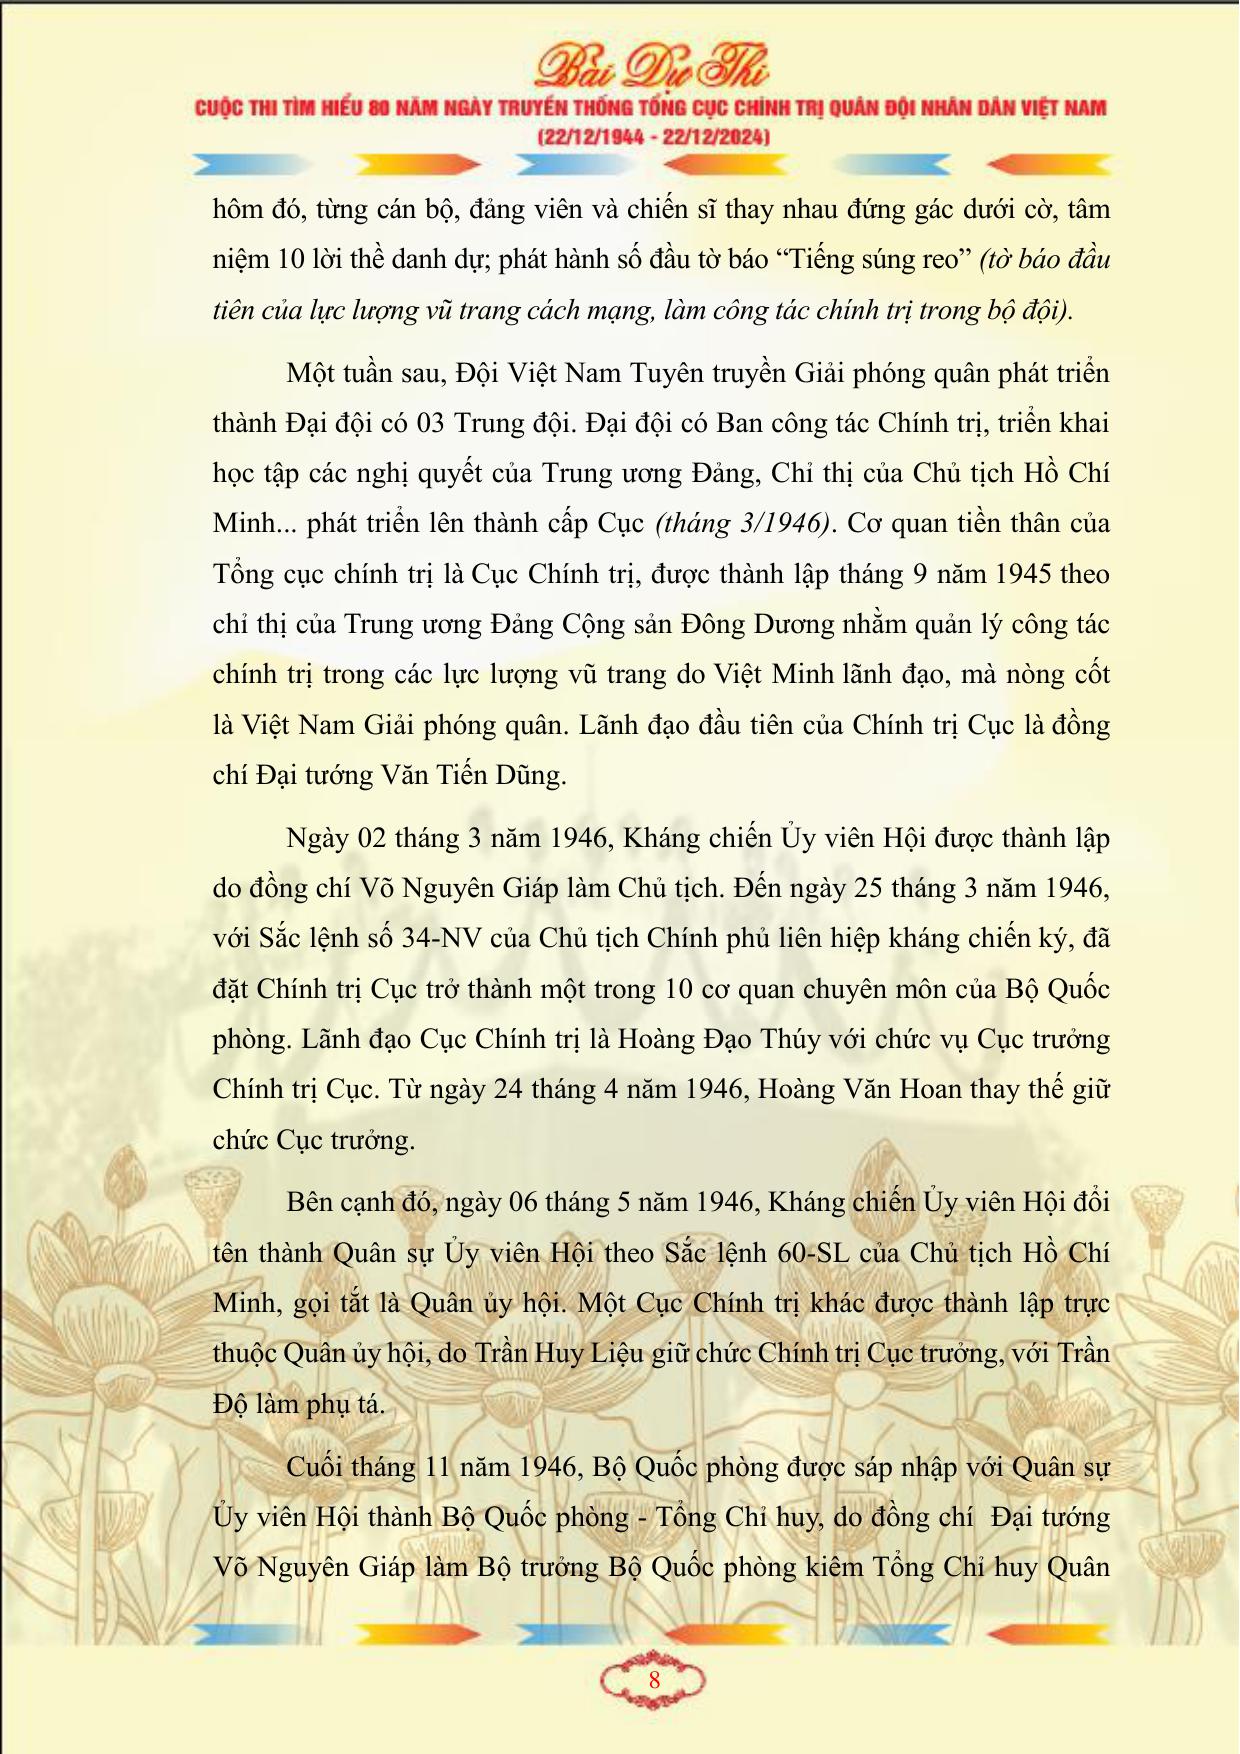 Bài Dự Thi
CUỘC THI TÌM HIỂU 80 NĂM NGÀY TRUYỀN THỐNG TỔNG CỤC CHÍNH TRỊ QUÂN ĐỘI NHÂN DÂN VIỆT NAM
(22/12/1944 - 22/12/2024)
hôm đó, từng cán bộ, đảng viên và chiến sĩ thay nhau đứng gác dưới cờ, tâm
niệm 10 lời thề danh dự; phát hành số đầu tờ báo “Tiếng súng reo” (tờ báo đầu
tiên của lực lượng vũ trang cách mạng, làm công tác chính trị trong bộ đội).
Một tuần sau, Đội Việt Nam Tuyên truyền Giải phóng quân phát triển
thành Đại đội có 03 Trung đội. Đại đội có Ban công tác Chính trị, triển khai
học tập các nghị quyết của Trung ương Đảng, Chỉ thị của Chủ tịch Hồ Chí
Minh... phát triển lên thành cấp Cục (tháng 3/1946). Cơ quan tiền thân của
Tổng cục chính trị là Cục Chính trị, được thành lập tháng 9 năm 1945 theo
chỉ thị của Trung ương Đảng Cộng sản Đông Dương nhằm quản lý công tác
chính trị trong các lực lượng vũ trang do Việt Minh lãnh đạo, mà nòng cốt
là Việt Nam Giải phóng quân. Lãnh đạo đầu tiên của Chính trị Cục là đồng
chí Đại tướng Văn Tiến Dũng.
Ngày 02 tháng 3 năm 1946, Kháng chiến Ủy viên Hội được thành lập
do đồng chí Võ Nguyên Giáp làm Chủ tịch. Đến ngày 25 tháng 3 năm 1946,
với Sắc lệnh số 34-NV của Chủ tịch Chính phủ liên hiệp kháng chiến ký, đã
đặt Chính trị Cục trở thành một trong 10 cơ quan chuyên môn của Bộ Quốc
phòng. Lãnh đạo Cục Chính trị là Hoàng Đạo Thúy với chức vụ Cục trưởng
Chính trị Cục. Từ ngày 24 tháng 4 năm 1946, Hoàng Văn Hoan thay thế giữ
chức Cục trưởng.
Bên cạnh đó, ngày 06 tháng 5 năm 1946, Kháng chiến Ủy viên Hội đổi
tên thành Quân sự Ủy viên Hội theo Sắc lệnh 60-SL của Chủ tịch Hồ Chí
Minh, gọi tắt là Quân ủy hội. Một Cục Chính trị khác được thành lập trực
thuộc Quân ủy hội, do Trần Huy Liệu giữ chức Chính trị Cục trưởng, với Trần
Độ làm phụ tá.
Cuối tháng 11 năm 1946, Bộ Quốc phòng được sáp nhập với Quân sự
Ủy viên Hội thành Bộ Quốc phòng - Tổng Chỉ huy, do đồng chí  Đại tướng
Võ Nguyên Giáp làm Bộ trưởng Bộ Quốc phòng kiêm Tổng Chỉ huy Quân
8